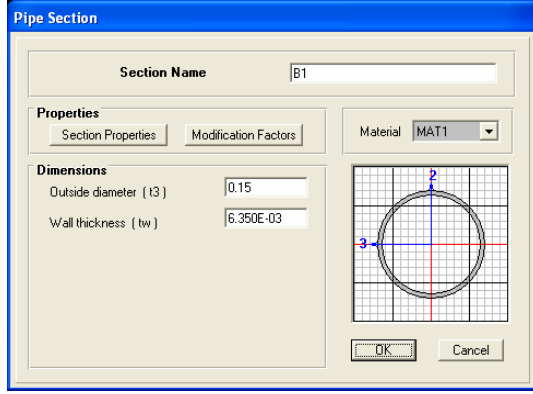 Pipe Section
Section Name B1
Properties
Section Properties Modification Factors
Material MAT1
Dimensions
Outside diameter ( t3 ) 0.15
Wall thickness ( tw ) 6.350E-03
2
3
OK Cancel